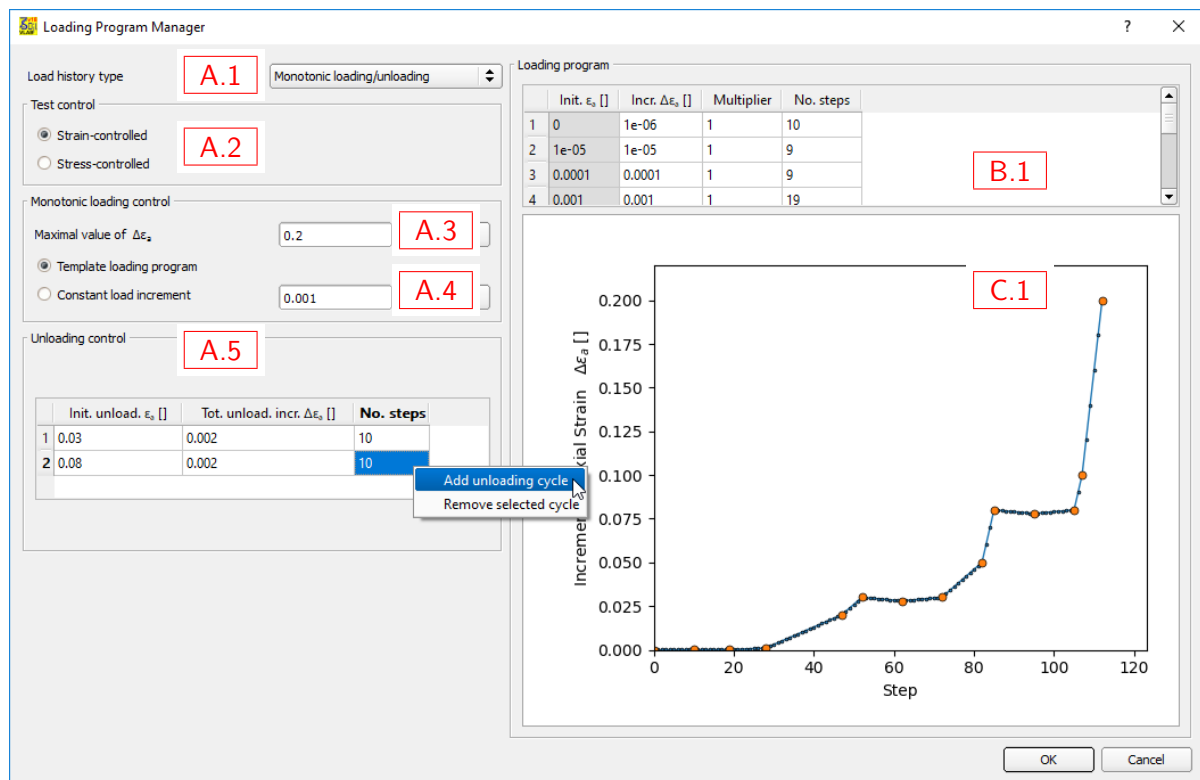 Loading Program Manager
?
Load history type
A.1
Monotonic loading/unloading
Test control
Strain-controlled
Stress-controlled
A.2
Monotonic loading control
Maximal value of Δεₐ
0.2
A.3
Template loading program
Constant load increment
0.001
A.4
Unloading control
A.5
Init. unload. εₐ [] Tot. unload. incr. Δεₐ [] No. steps
1 0.03 0.002 10
2 0.08 0.002 10
Add unloading cycle
Remove selected cycle
Loading program
Init. εₐ [] Incr. Δεₐ [] Multiplier No. steps
1 0 1e-06 1 10
2 1e-05 1e-05 1 9
3 0.0001 0.0001 1 9
4 0.001 0.001 1 19
B.1
C.1
0.200
0.175
0.150
0.125
0.100
0.075
0.050
0.025
0.000
Δεₐ []
0 20 40 60 80 100 120
Step
OK Cancel